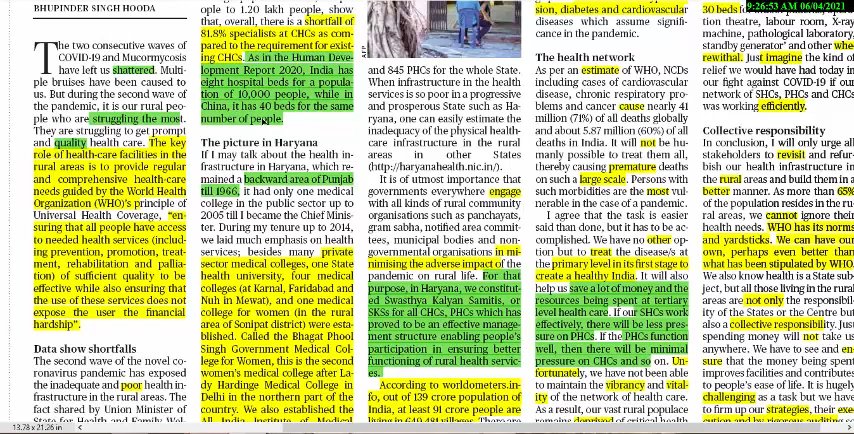 BHUPINDER SINGH HOODA
The two consecutive waves of
COVID-19 and Mucormycosis
have left us shattered. Multi-
ple bruises have been caused to
us. But during the second wave of
the pandemic, it is our rural peo-
ple who are struggling the most.
They are struggling to get prompt
and quality health care. The key
role of health-care facilities in the
rural areas is to provide regular
and comprehensive health-care
needs guided by the World Health
Organization (WHO)'s principle of
Universal Health Coverage, “en-
suring that all people have access
to needed health services (includ-
ing prevention, promotion, treat-
ment, rehabilitation and pallia-
tion) of sufficient quality to be
effective while also ensuring that
the use of these services does not
expose the user the financial
hardship”.
Data show shortfalls
The second wave of the novel co-
ronavirus pandemic has exposed
the inadequate and poor health in-
frastructure in the rural areas. The
fact shared by Union Minister of
State for Health and Family Wel-
ople to 1.20 lakh people, show
that, overall, there is a shortfall of
81.8% specialists at CHCs as com-
pared to the requirement for exist-
ing CHCs. As in the Human Deve-
lopment Report 2020, India has
eight hospital beds for a popula-
tion of 10,000 people, while in
China, it has 40 beds for the same
number of people.
The picture in Haryana
If I may talk about the health in-
frastructure in Haryana, which re-
mained a backward area of Punjab
till 1966, it had only one medical
college in the public sector up to
2005 till I became the Chief Minis-
ter. During my tenure up to 2014,
we laid much emphasis on health
services; besides many private
sector medical colleges, one State
health university, four medical
colleges (at Karnal, Faridabad and
Nuh in Mewat), and one medical
college for women (in the rural
area of Sonipat district) were esta-
blished. Called the Bhagat Phool
Singh Government Medical Col-
lege for Women, this is the second
women's medical college after La-
dy Hardinge Medical College in
Delhi in the northern part of the
country. We also established the
All India Institute of Medical
AFP
and 845 PHCs for the whole State.
When infrastructure in the health
services is so poor in a progressive
and prosperous State such as Ha-
ryana, one can easily estimate the
inadequacy of the physical health-
care infrastructure in the rural
areas in other States
(http://haryanahealth.nic.in/).
It is of utmost importance that
governments everywhere engage
with all kinds of rural community
organisations such as panchayats,
gram sabha, notified area commit-
tees, municipal bodies and non-
governmental organisations in mi-
nimising the adverse impact of the
pandemic on rural life. For that
purpose, in Haryana, we constitut-
ed Swasthya Kalyan Samitis, or
SKSs for all CHCs, PHCs which has
proved to be an effective manage-
ment structure enabling people's
participation in ensuring better
functioning of rural health servic-
es.
According to worldometers.in-
fo, out of 139 crore population of
India, at least 91 crore people are
living in 649,481 villages. There are
sion, diabetes and cardiovascular
diseases which assume signifi-
cance in the pandemic.
The health network
As per an estimate of WHO, NCDs
including cases of cardiovascular
disease, chronic respiratory pro-
blems and cancer cause nearly 41
million (71%) of all deaths globally
and about 5.87 million (60%) of all
deaths in India. It will not be hu-
manly possible to treat them all,
thereby causing premature deaths
on such a large scale. Persons with
such morbidities are the most vul-
nerable in the case of a pandemic.
I agree that the task is easier
said than done, but it has to be ac-
complished. We have no other op-
tion but to treat the disease/s at
the primary level in its first stage to
create a healthy India. It will also
help us save a lot of money and the
resources being spent at tertiary
level health care. If our SHCs work
effectively, there will be less pres-
sure on PHCs. If the PHCs function
well, then there will be minimal
pressure on CHCs and so on. Un-
fortunately, we have not been able
to maintain the vibrancy and vital-
ity of the network of health care.
As a result, our vast rural populace
remains deprived of critical health
9:26:53 AM 06/04/2021
30 beds for
tion theatre, labour room, X-ray
machine, pathological laboratory,
standby generator' and other whe-
rewithal. Just imagine the kind of
relief we would have had today in
our fight against COVID-19 if our
network of SHCs, PHCs and CHCs
was working efficiently.
Collective responsibility
In conclusion, I will only urge all
stakeholders to revisit and refur-
bish our health infrastructure in
the rural areas and build them in a
better manner. As more than 65%
of the population resides in the ru-
ral areas, we cannot ignore their
health needs. WHO has its norms
and yardsticks. We can have our
own, perhaps even better than
what has been stipulated by WHO.
We also know health is a State sub-
ject, but all those living in the rural
areas are not only the responsibil-
ity of the States or the Centre but
also a collective responsibility. Just
spending money will not take us
anywhere. We have to see and en-
sure that the money being spent
improves facilities and contributes
to people's ease of life. It is hugely
challenging as a task but we have
to firm up our strategies, their exe-
cution and by rigorous auditing so
13.78 x 21.26 in